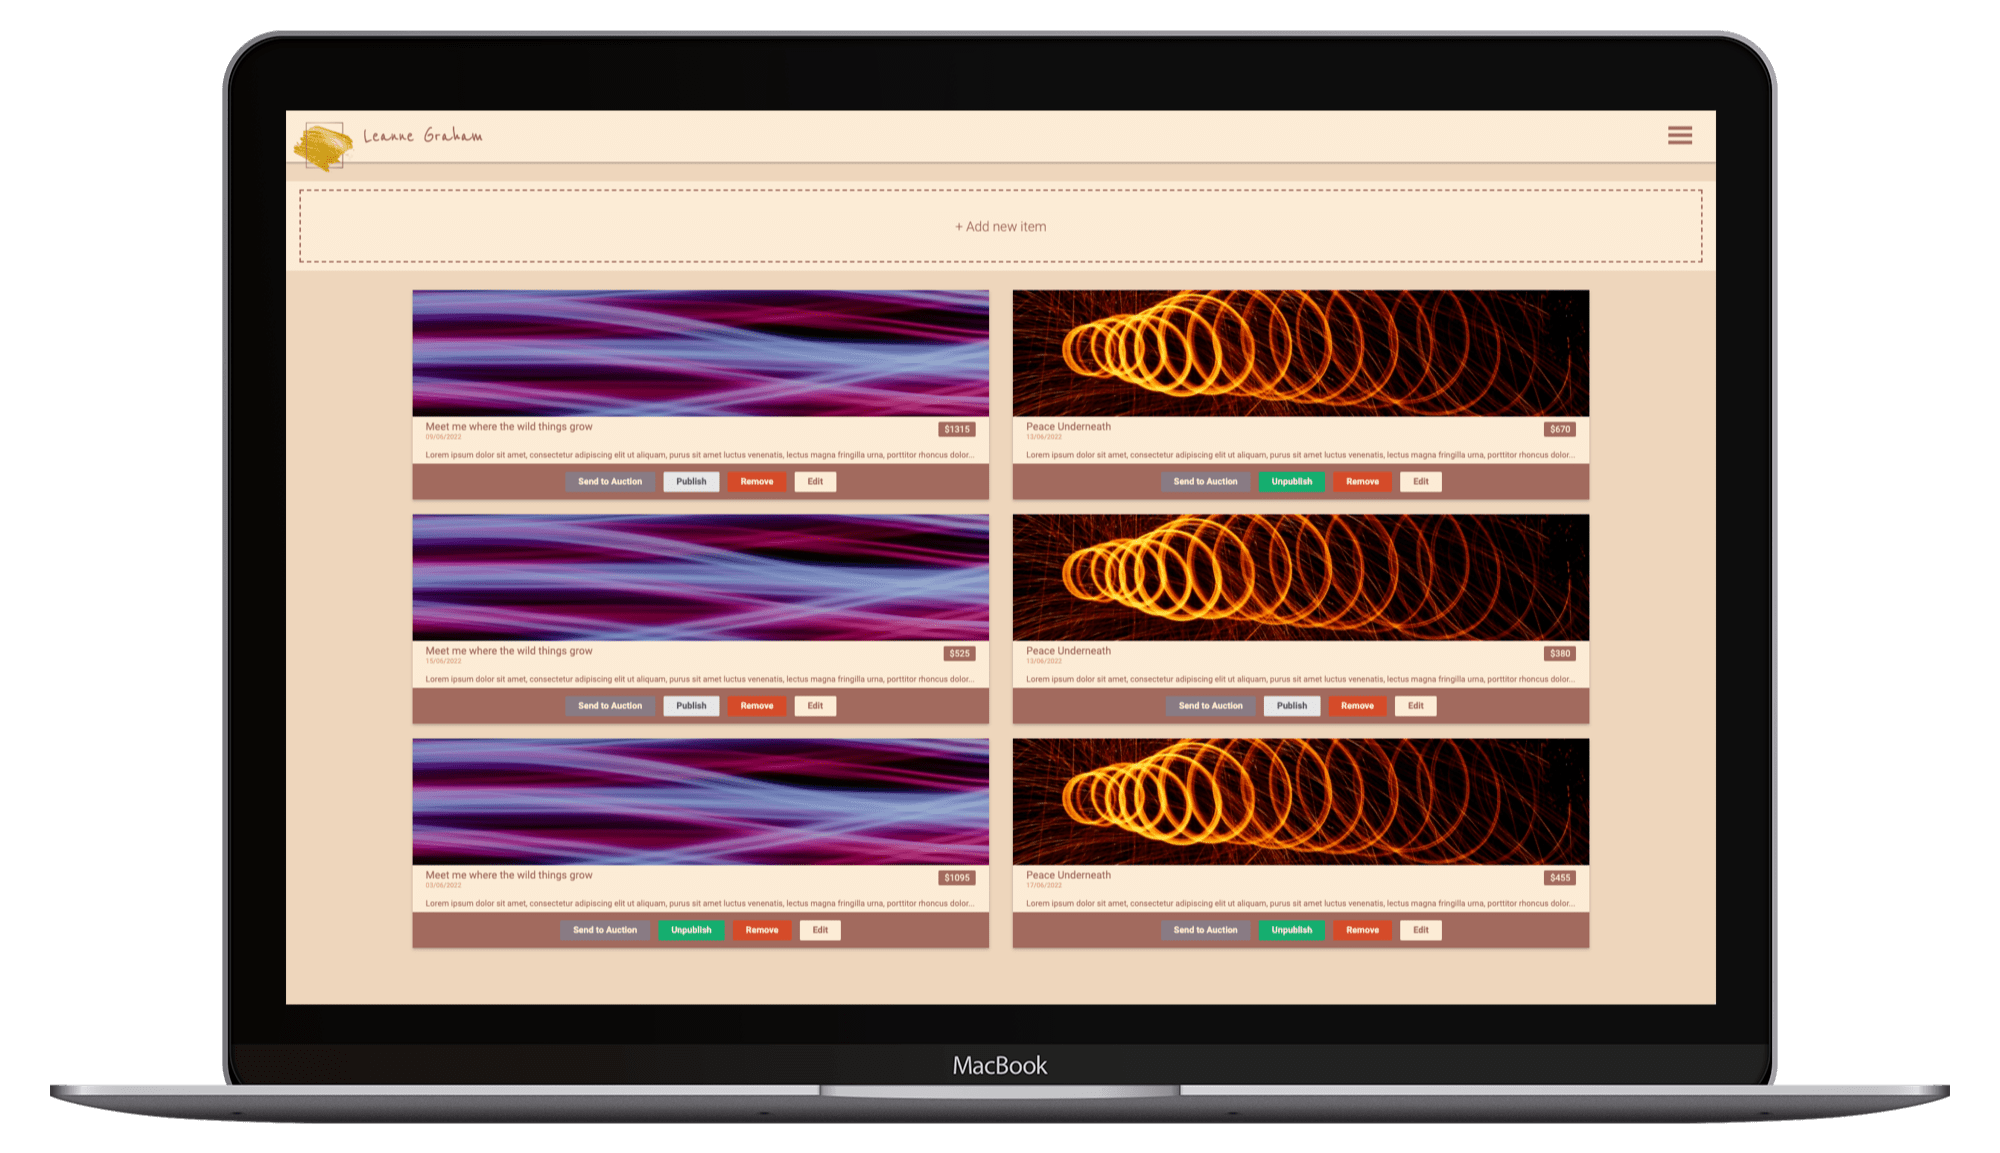 Leanne Graham
+ Add new item
Meet me where the wild things grow
$1315
09/06/2022
Lorem ipsum dolor sit amet, consectetur adipiscing elit ut aliquam, purus sit amet luctus venenatis, lectus magna fringilla urna, porttitor rhoncus dolor...
Send to Auction Publish Remove Edit
Peace Underneath
$670
13/06/2022
Lorem ipsum dolor sit amet, consectetur adipiscing elit ut aliquam, purus sit amet luctus venenatis, lectus magna fringilla urna, porttitor rhoncus dolor...
Send to Auction Unpublish Remove Edit
Meet me where the wild things grow
$525
15/06/2022
Lorem ipsum dolor sit amet, consectetur adipiscing elit ut aliquam, purus sit amet luctus venenatis, lectus magna fringilla urna, porttitor rhoncus dolor...
Send to Auction Publish Remove Edit
Peace Underneath
$380
13/06/2022
Lorem ipsum dolor sit amet, consectetur adipiscing elit ut aliquam, purus sit amet luctus venenatis, lectus magna fringilla urna, porttitor rhoncus dolor...
Send to Auction Publish Remove Edit
Meet me where the wild things grow
$1095
03/06/2022
Lorem ipsum dolor sit amet, consectetur adipiscing elit ut aliquam, purus sit amet luctus venenatis, lectus magna fringilla urna, porttitor rhoncus dolor...
Send to Auction Unpublish Remove Edit
Peace Underneath
$455
17/06/2022
Lorem ipsum dolor sit amet, consectetur adipiscing elit ut aliquam, purus sit amet luctus venenatis, lectus magna fringilla urna, porttitor rhoncus dolor...
Send to Auction Unpublish Remove Edit
MacBook